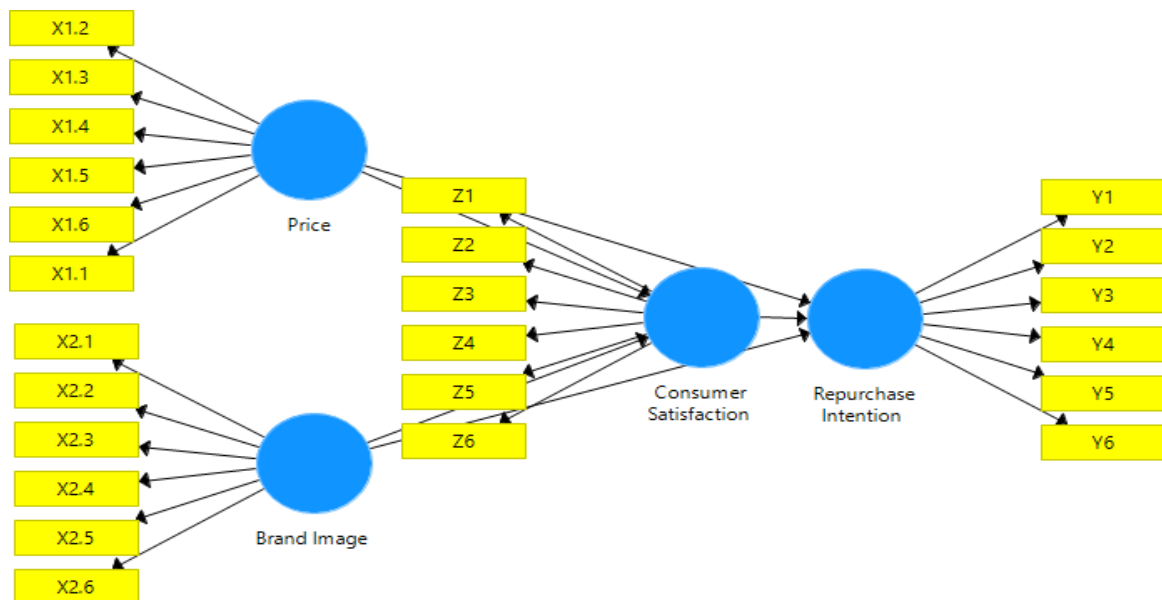 X1.2
X1.3
X1.4
X1.5
X1.6
X1.1
Price
X2.1
X2.2
X2.3
X2.4
X2.5
X2.6
Brand Image
Z1
Z2
Z3
Z4
Z5
Z6
Consumer
Satisfaction
Repurchase
Intention
Y1
Y2
Y3
Y4
Y5
Y6